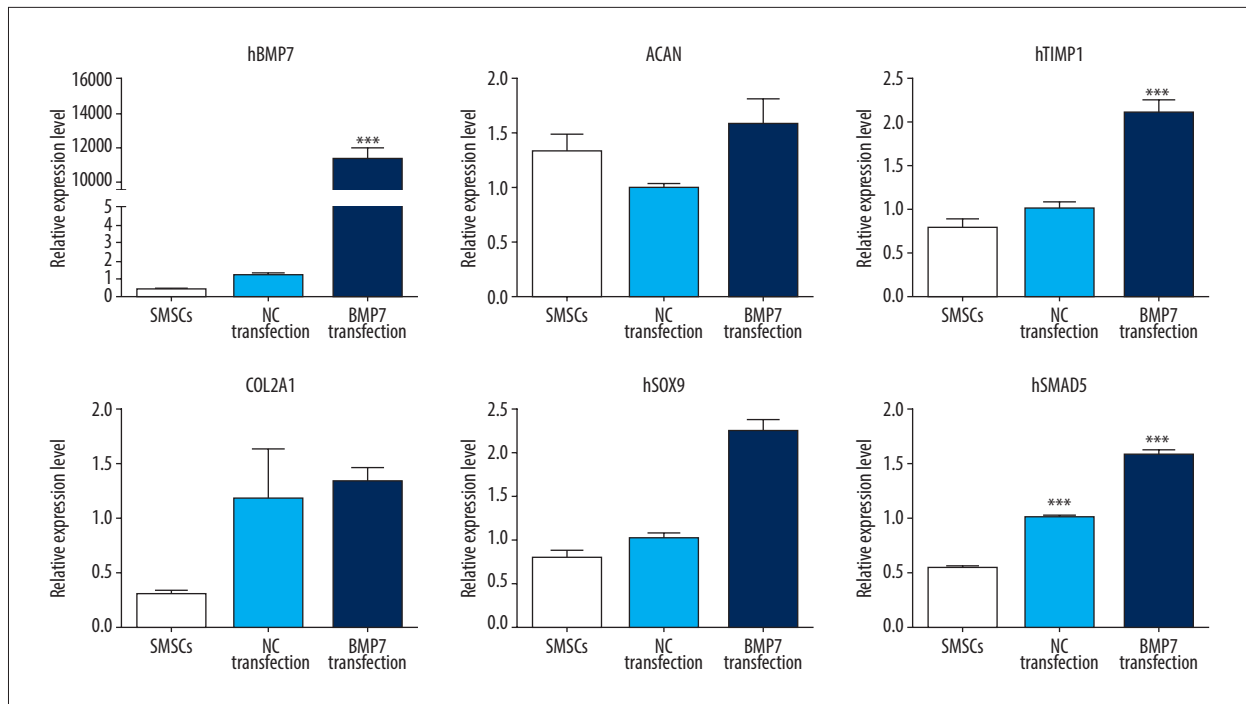 hBMP7
Relative expression level
16000
14000
12000
10000
5
4
3
2
1
0
***
SMSCs
NC
transfection
BMP7
transfection
ACAN
Relative expression level
2.0
1.5
1.0
0.5
0.0
SMSCs
NC
transfection
BMP7
transfection
hTIMP1
Relative expression level
2.5
2.0
1.0
0.5
0.0
***
SMSCs
NC
transfection
BMP7
transfection
COL2A1
Relative expression level
2.0
1.5
1.0
0.5
0.0
SMSCs
NC
transfection
BMP7
transfection
hSOX9
Relative expression level
2.5
2.0
1.0
0.5
0.0
SMSCs
NC
transfection
BMP7
transfection
hSMAD5
Relative expression level
2.0
1.5
1.0
0.5
0.0
***
***
SMSCs
NC
transfection
BMP7
transfection